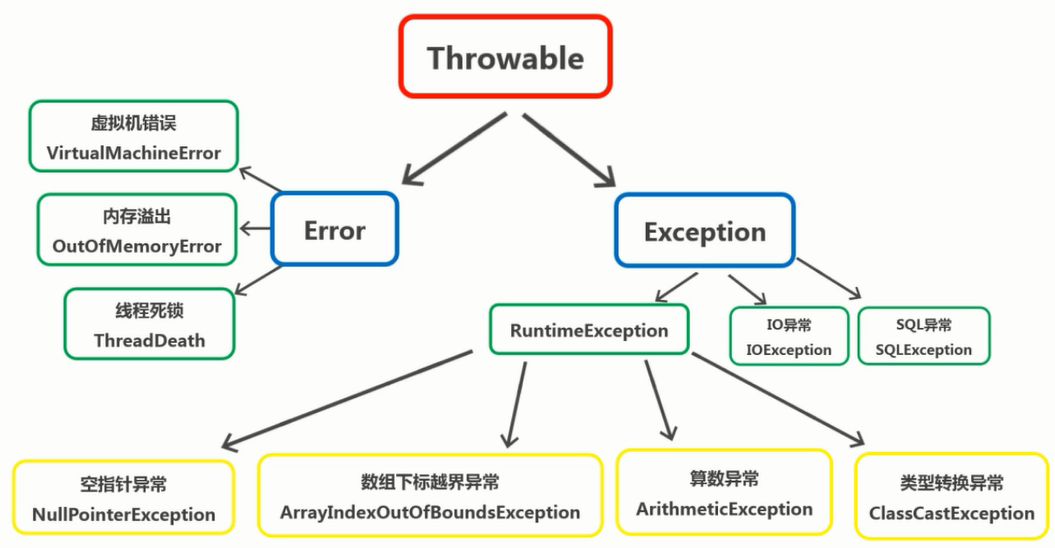 Throwable
虚拟机错误
VirtualMachineError
内存溢出
OutOfMemoryError
线程死锁
ThreadDeath
Error
Exception
RuntimeException
IO异常
IOException
SQL异常
SQLException
空指针异常
NullPointerException
数组下标越界异常
ArrayIndexOutOfBoundsException
算数异常
ArithmeticException
类型转换异常
ClassCastException